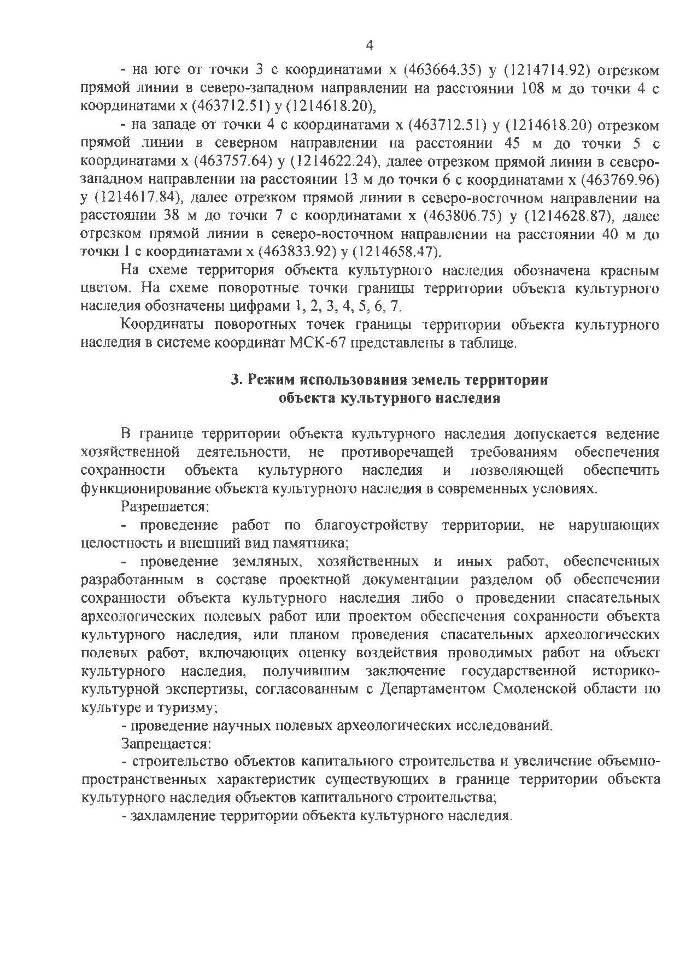 4
- на юге от точки 3 с координатами x (463664.35) y (1214714.92) отрезком
прямой линии в северо-западном направлении на расстоянии 108 м до точки 4 с
координатами x (463712.51) y (1214618.20),
- на западе от точки 4 с координатами x (463712.51) y (1214618.20) отрезком
прямой линии в северном направлении на расстоянии 45 м до точки 5 с
координатами x (463757.64) y (1214622.24), далее отрезком прямой линии в северо-
западном направлении на расстоянии 13 м до точки 6 с координатами x (463769.96)
y (1214617.84), далее отрезком прямой линии в северо-восточном направлении на
расстоянии 38 м до точки 7 с координатами x (463806.75) y (1214628.87), далее
отрезком прямой линии в северо-восточном направлении на расстоянии 40 м до
точки 1 с координатами x (463833.92) y (1214658.47).
На схеме территория объекта культурного наследия обозначена красным
цветом. На схеме поворотные точки границы территории объекта культурного
наследия обозначены цифрами 1, 2, 3, 4, 5, 6, 7.
Координаты поворотных точек границы территории объекта культурного
наследия в системе координат МСК-67 представлены в таблице.
3. Режим использования земель территории
объекта культурного наследия
В границе территории объекта культурного наследия допускается ведение
хозяйственной деятельности, не противоречащей требованиям обеспечения
сохранности объекта культурного наследия и позволяющей обеспечить
функционирование объекта культурного наследия в современных условиях.
Разрешается:
- проведение работ по благоустройству территории, не нарушающих
целостность и внешний вид памятника;
- проведение земляных, хозяйственных и иных работ, обеспеченных
разработанным в составе проектной документации разделом об обеспечении
сохранности объекта культурного наследия либо о проведении спасательных
археологических полевых работ или проектом обеспечения сохранности объекта
культурного наследия, или планом проведения спасательных археологических
полевых работ, включающих оценку воздействия проводимых работ на объект
культурного наследия, получившим заключение государственной историко-
культурной экспертизы, согласованным с Департаментом Смоленской области по
культуре и туризму;
- проведение научных полевых археологических исследований.
Запрещается:
- строительство объектов капитального строительства и увеличение объемно-
пространственных характеристик существующих в границе территории объекта
культурного наследия объектов капитального строительства;
- захламление территории объекта культурного наследия.